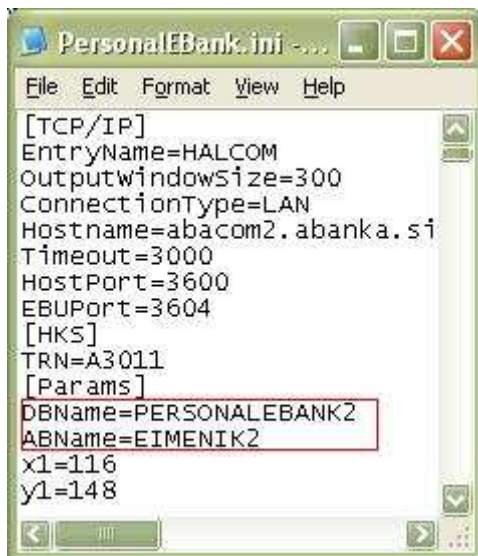 PersonalEBank.ini -...
File Edit Format View Help
[TCP/IP]
EntryName=HALCOM
OutputWindowSize=300
ConnectionType=LAN
Hostname=abacom2.abanka.si
Timeout=3000
HostPort=3600
EBUPort=3604
[HKS]
TRN=A3011
[Params]
DBName=PERSONALEBANK2
ABName=EIMENIK2
x1=116
y1=148